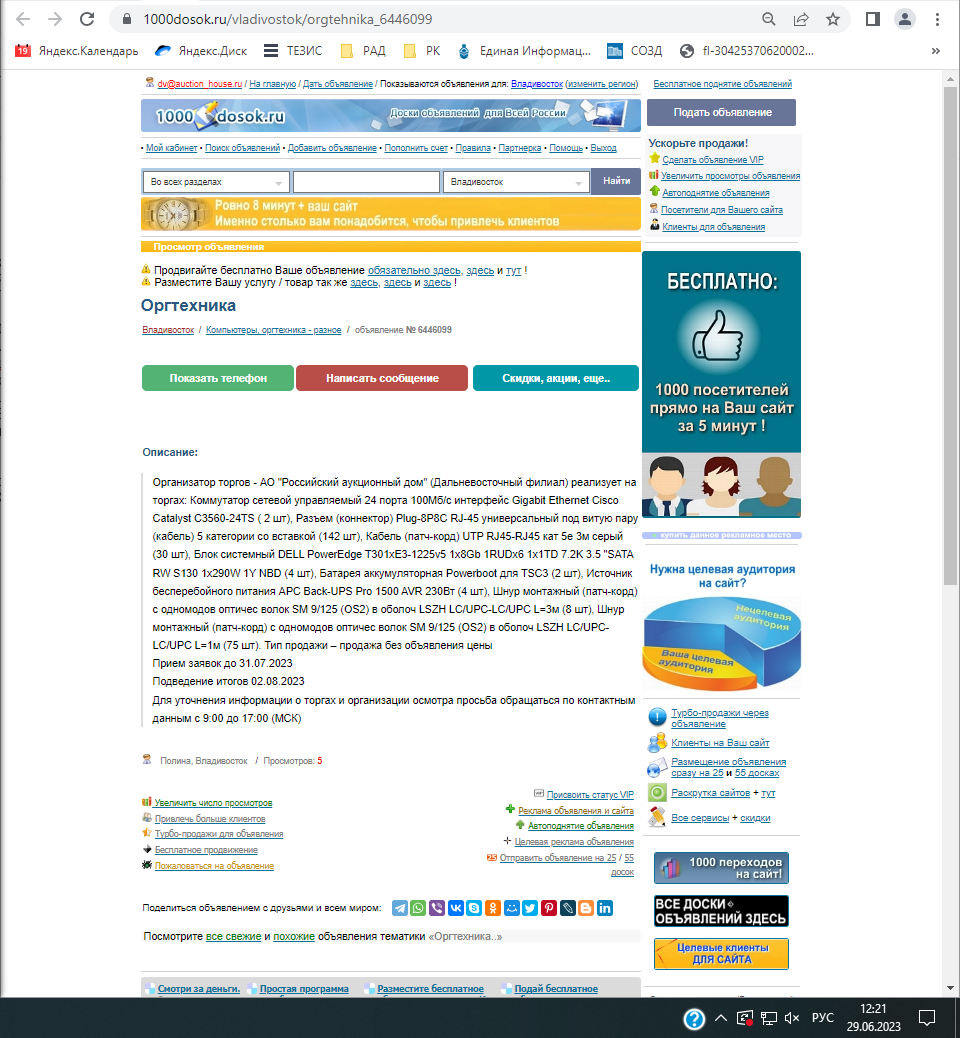 1000dosok.ru/vladivostok/orgtehnika_6446099
19 Яндекс.Календарь Яндекс.Диск ТЕЗИС РАД РК Единая Информац... СОЗД fl-30425370620002... »
dv@auction_house.ru / На главную / Дать объявление / Показываются объявления для: Владивосток (изменить регион)
Бесплатное поднятие объявлений
1000 dosok.ru Доски объявлений для Всей России
Подать объявление
• Мой кабинет • Поиск объявлений • Добавить объявление • Пополнить счет • Правила • Партнерка • Помощь • Выход
Ускорьте продажи!
Сделать объявление VIP
Увеличить просмотры объявления
Автоподнятие объявления
Посетители для Вашего сайта
Клиенты для объявления
Во всех разделах Владивосток Найти
Ровно 8 минут + ваш сайт
Именно столько вам понадобится, чтобы привлечь клиентов
Просмотр объявления
Продвигайте бесплатно Ваше объявление обязательно здесь, здесь и тут !
Разместите Вашу услугу / товар так же здесь, здесь и здесь !
Оргтехника
Владивосток / Компьютеры, оргтехника - разное / объявление № 6446099
Показать телефон Написать сообщение Скидки, акции, еще..
БЕСПЛАТНО:
1000 посетителей
прямо на Ваш сайт
за 5 минут !
Описание:
Организатор торгов - АО "Российский аукционный дом" (Дальневосточный филиал) реализует на
торгах: Коммутатор сетевой управляемый 24 порта 100Мб/с интерфейс Gigabit Ethernet Cisco
Catalyst C3560-24TS ( 2 шт), Разъем (коннектор) Plug-8P8C RJ-45 универсальный под витую пару
(кабель) 5 категории со вставкой (142 шт), Кабель (патч-корд) UTP RJ45-RJ45 кат 5е 3м серый
(30 шт), Блок системный DELL PowerEdge T301xE3-1225v5 1x8Gb 1RUDx6 1x1TD 7.2K 3.5 "SATA
RW S130 1x290W 1Y NBD (4 шт), Батарея аккумуляторная Powerboot для TSC3 (2 шт), Источник
бесперебойного питания APC Back-UPS Pro 1500 AVR 230Вт (4 шт), Шнур монтажный (патч-корд)
с одномодов оптичес волок SM 9/125 (OS2) в оболоч LSZH LC/UPC-LC/UPC L=3м (8 шт), Шнур
монтажный (патч-корд) с одномодов оптичес волок SM 9/125 (OS2) в оболоч LSZH LC/UPC-
LC/UPC L=1м (75 шт). Тип продажи – продажа без объявления цены
Прием заявок до 31.07.2023
Подведение итогов 02.08.2023
Для уточнения информации о торгах и организации осмотра просьба обращаться по контактным
данным с 9:00 до 17:00 (МСК)
купить данное рекламное место
Нужна целевая аудитория
на сайт?
Нецелевая
аудитория
Ваша целевая
аудитория
Турбо-продажи через
объявление
Клиенты на Ваш сайт
Размещение объявления
сразу на 25 и 55 досках
Раскрутка сайтов + тут
Все сервисы + скидки
Полина, Владивосток / Просмотров: 5
Увеличить число просмотров
Привлечь больше клиентов
Турбо-продажи для объявления
Бесплатное продвижение
Пожаловаться на объявление
Присвоить статус VIP
Реклама объявления и сайта
Автоподнятие объявления
Целевая реклама объявления
Отправить объявление на 25 / 55
досок
1000 переходов
на сайт!
ВСЕ ДОСКИ
ОБЪЯВЛЕНИЙ ЗДЕСЬ
Целевые клиенты
ДЛЯ САЙТА
Поделиться объявлением с друзьями и всем миром:
Посмотрите все свежие и похожие объявления тематики «Оргтехника..»
Смотри за деньги. Простая программа Разместите бесплатное Подай бесплатное
РУС 12:21
29.06.2023